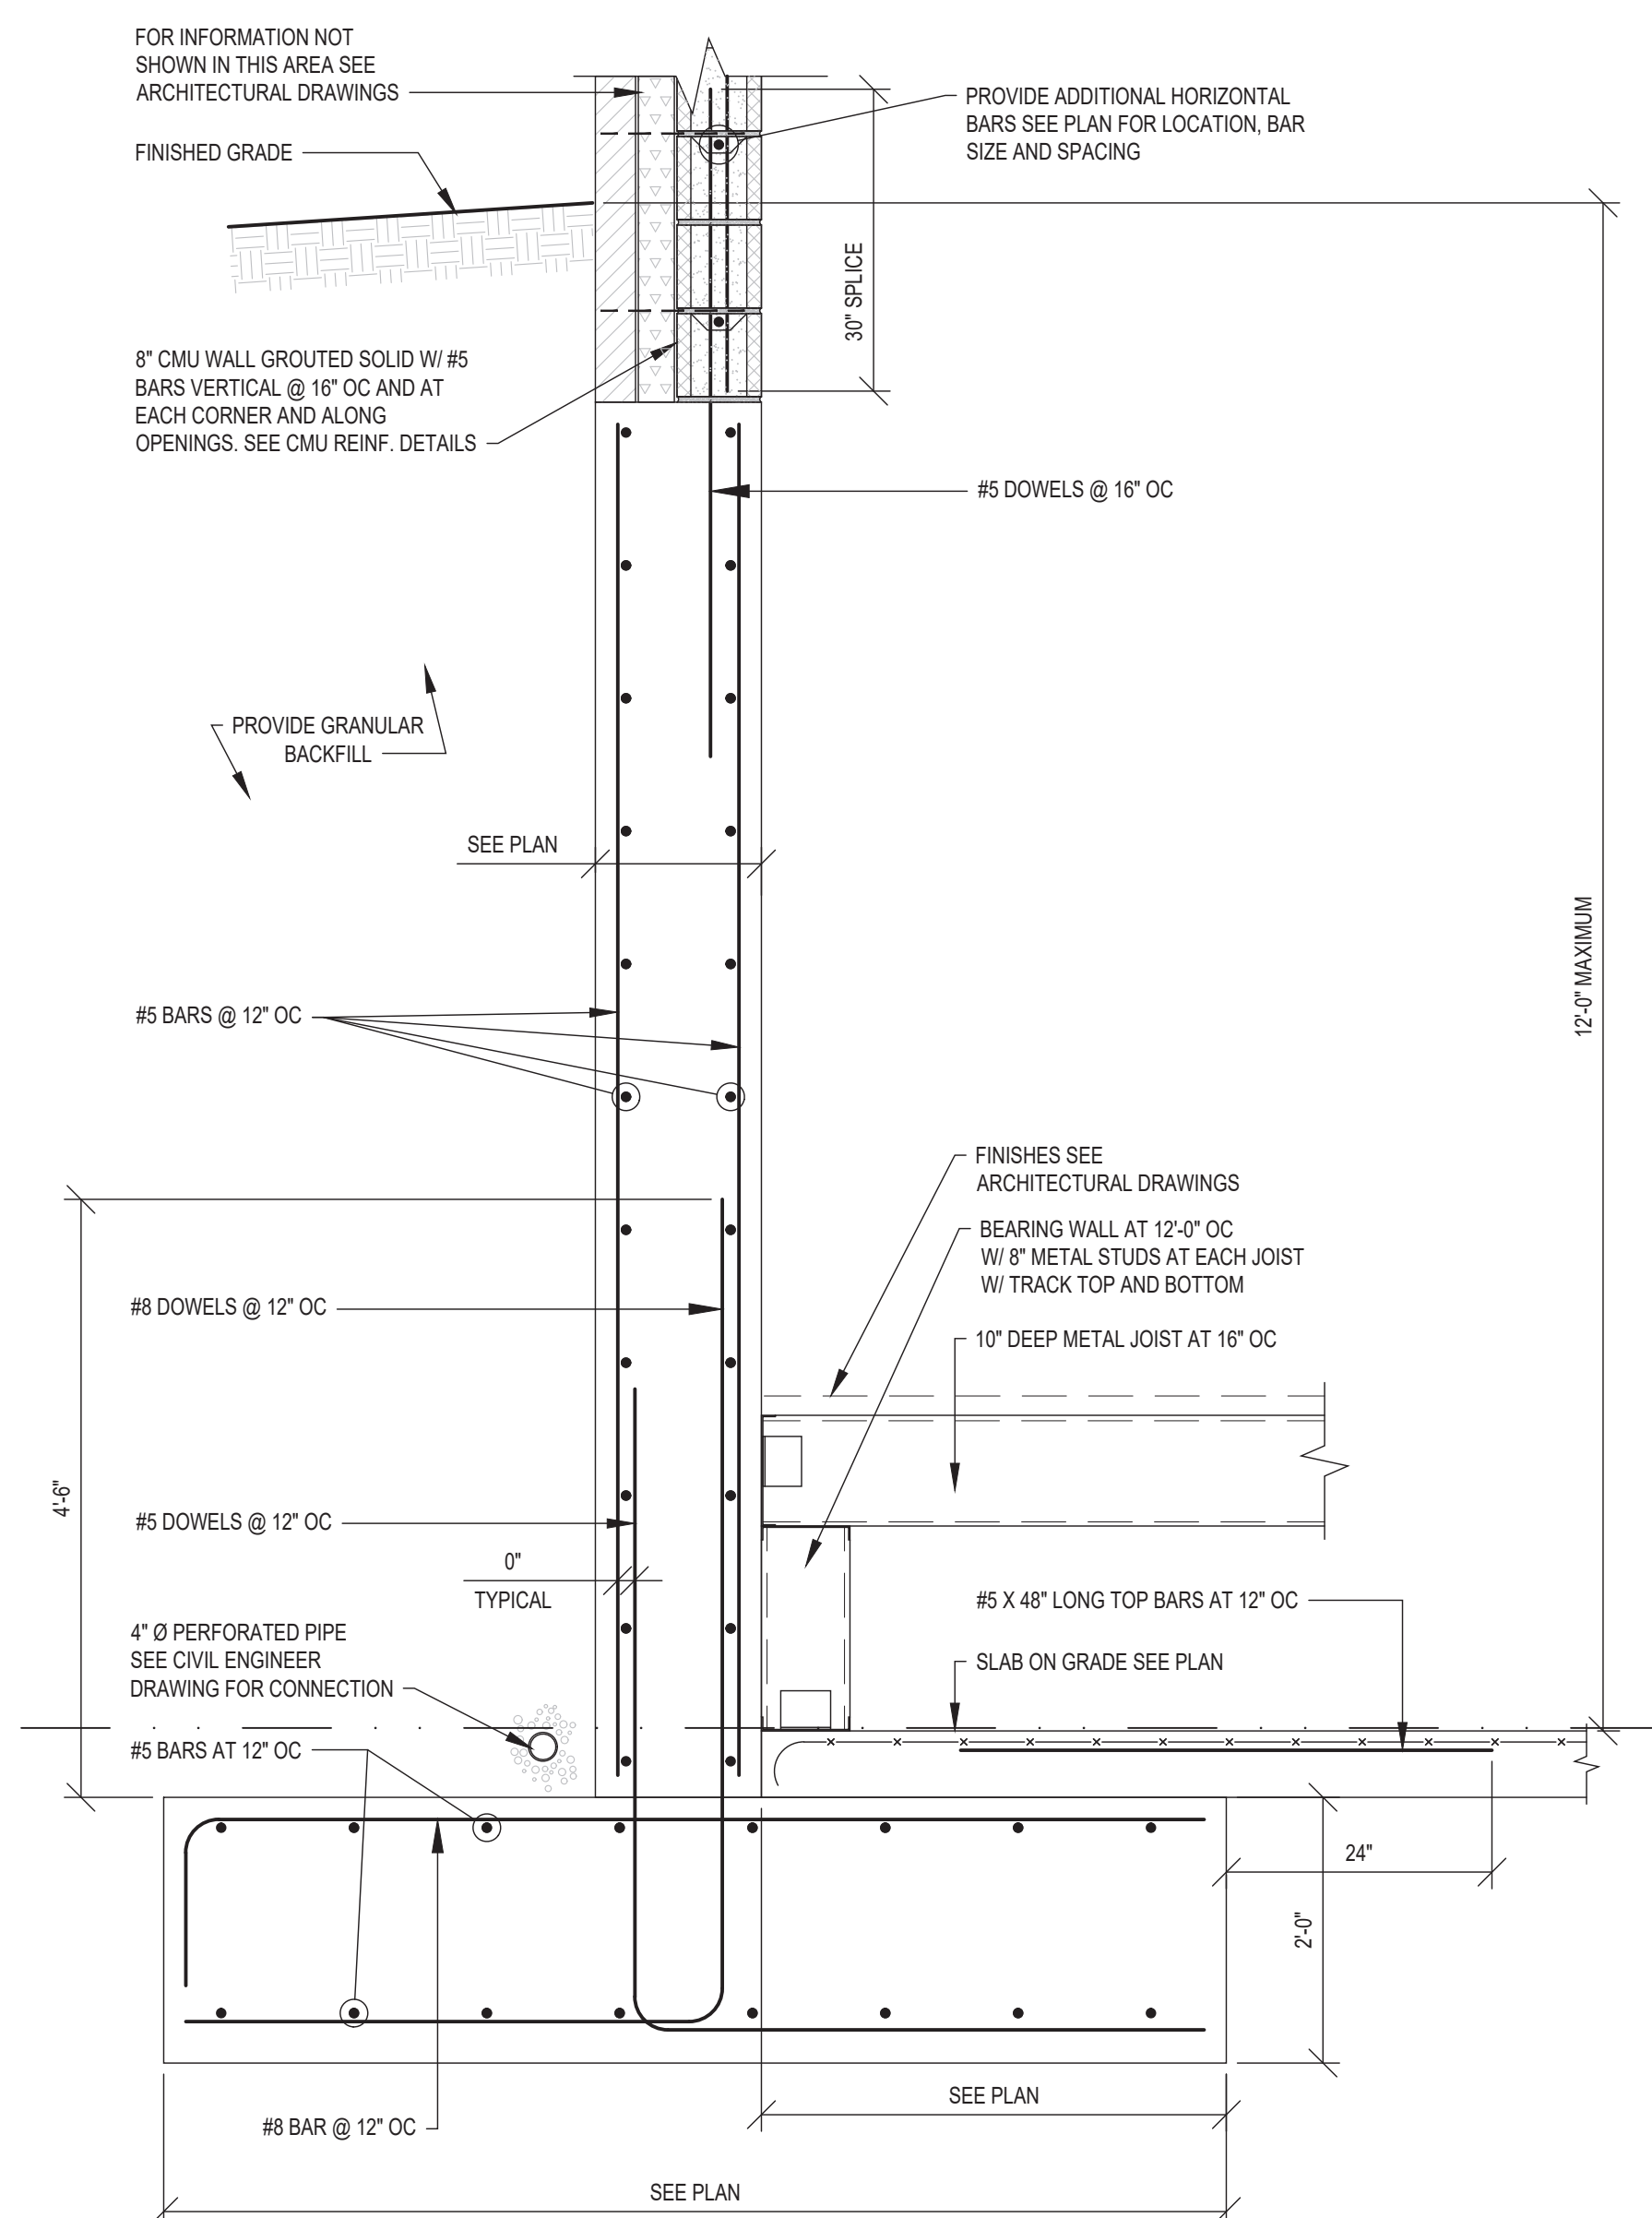 FOR INFORMATION NOT
SHOWN IN THIS AREA SEE
ARCHITECTURAL DRAWINGS
PROVIDE ADDITIONAL HORIZONTAL
BARS SEE PLAN FOR LOCATION, BAR
SIZE AND SPACING
FINISHED GRADE
30" SPLICE
8" CMU WALL GROUTED SOLID W/ #5
BARS VERTICAL @ 16" OC AND AT
EACH CORNER AND ALONG
OPENINGS. SEE CMU REINF. DETAILS
#5 DOWELS @ 16" OC
PROVIDE GRANULAR
BACKFILL
SEE PLAN
12'-0" MAXIMUM
#5 BARS @ 12" OC
FINISHES SEE
ARCHITECTURAL DRAWINGS
BEARING WALL AT 12'-0" OC
W/ 8" METAL STUDS AT EACH JOIST
W/ TRACK TOP AND BOTTOM
#8 DOWELS @ 12" OC
10" DEEP METAL JOIST AT 16" OC
4'-6"
#5 DOWELS @ 12" OC
0"
TYPICAL
#5 X 48" LONG TOP BARS AT 12" OC
4" Ø PERFORATED PIPE
SEE CIVIL ENGINEER
DRAWING FOR CONNECTION
SLAB ON GRADE SEE PLAN
#5 BARS AT 12" OC
24"
2'-0"
SEE PLAN
#8 BAR @ 12" OC
SEE PLAN